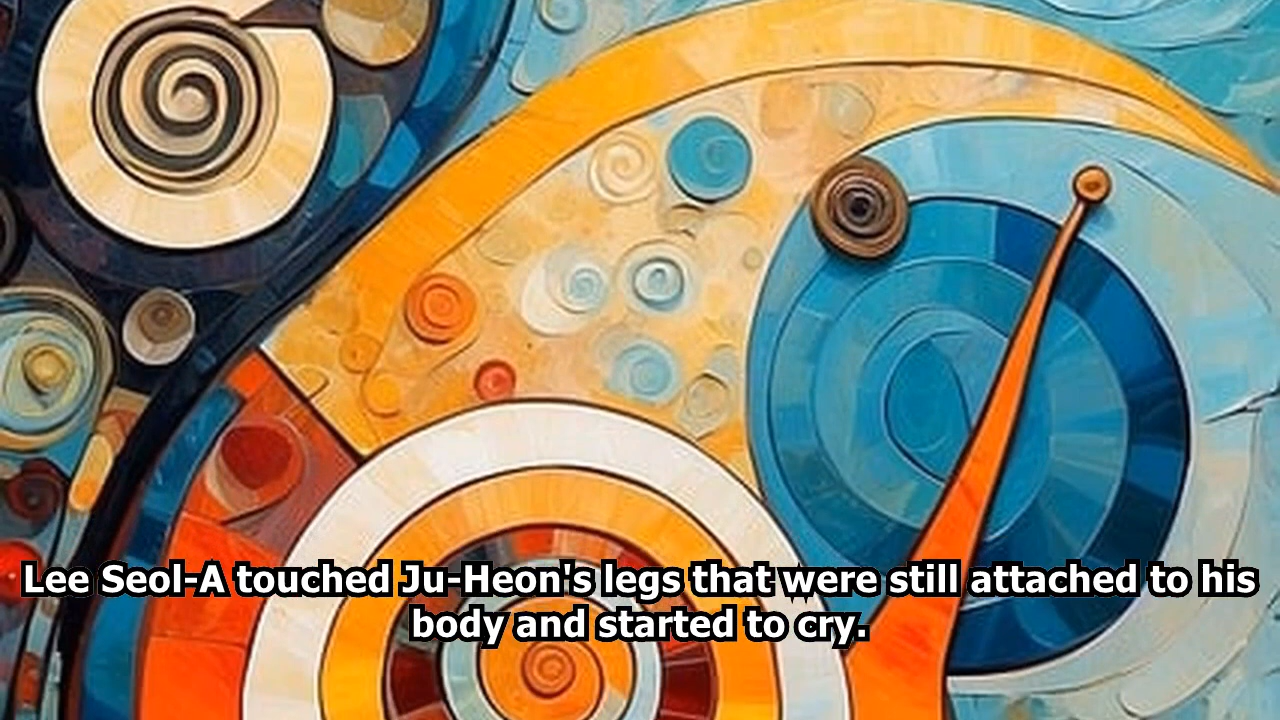 Lee Seol-A touched Ju-Heon's legs that were still attached to his
body and started to cry.